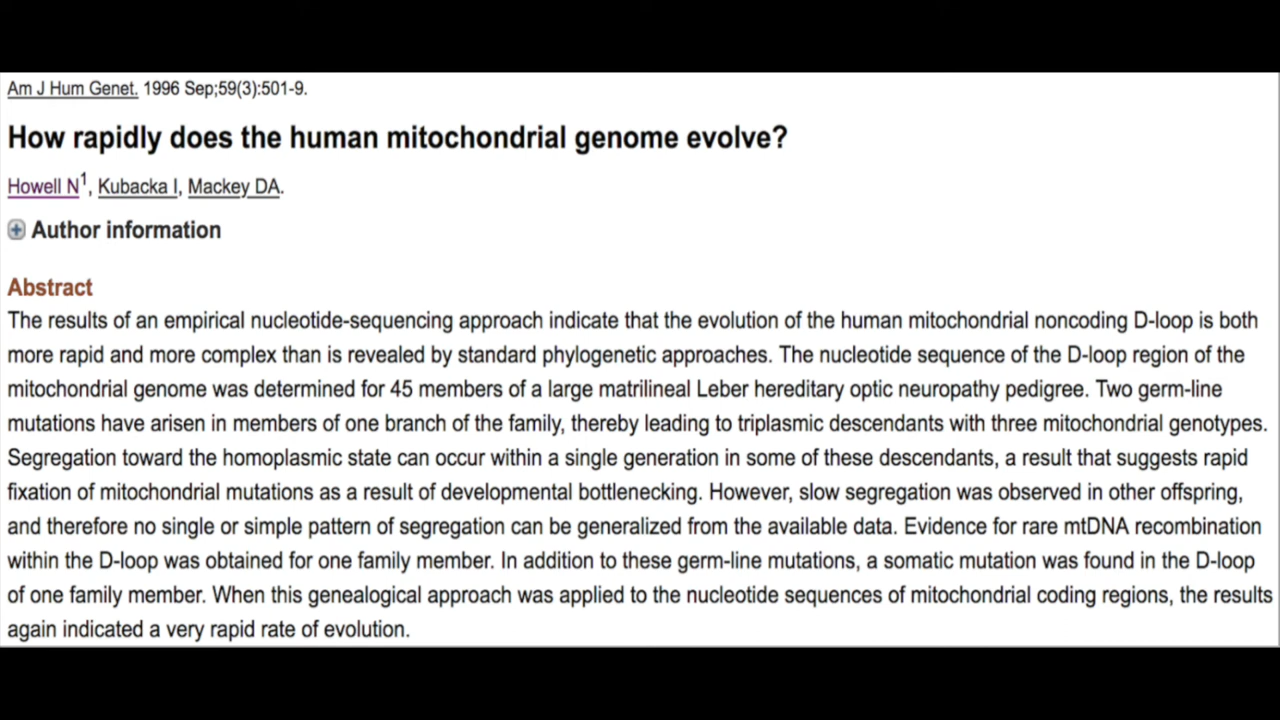 Am J Hum Genet. 1996 Sep;59(3):501-9.
How rapidly does the human mitochondrial genome evolve?
Howell N1, Kubacka I, Mackey DA.
Author information
Abstract
The results of an empirical nucleotide-sequencing approach indicate that the evolution of the human mitochondrial noncoding D-loop is both
more rapid and more complex than is revealed by standard phylogenetic approaches. The nucleotide sequence of the D-loop region of the
mitochondrial genome was determined for 45 members of a large matrilineal Leber hereditary optic neuropathy pedigree. Two germ-line
mutations have arisen in members of one branch of the family, thereby leading to triplasmic descendants with three mitochondrial genotypes.
Segregation toward the homoplasmic state can occur within a single generation in some of these descendants, a result that suggests rapid
fixation of mitochondrial mutations as a result of developmental bottlenecking. However, slow segregation was observed in other offspring,
and therefore no single or simple pattern of segregation can be generalized from the available data. Evidence for rare mtDNA recombination
within the D-loop was obtained for one family member. In addition to these germ-line mutations, a somatic mutation was found in the D-loop
of one family member. When this genealogical approach was applied to the nucleotide sequences of mitochondrial coding regions, the results
again indicated a very rapid rate of evolution.